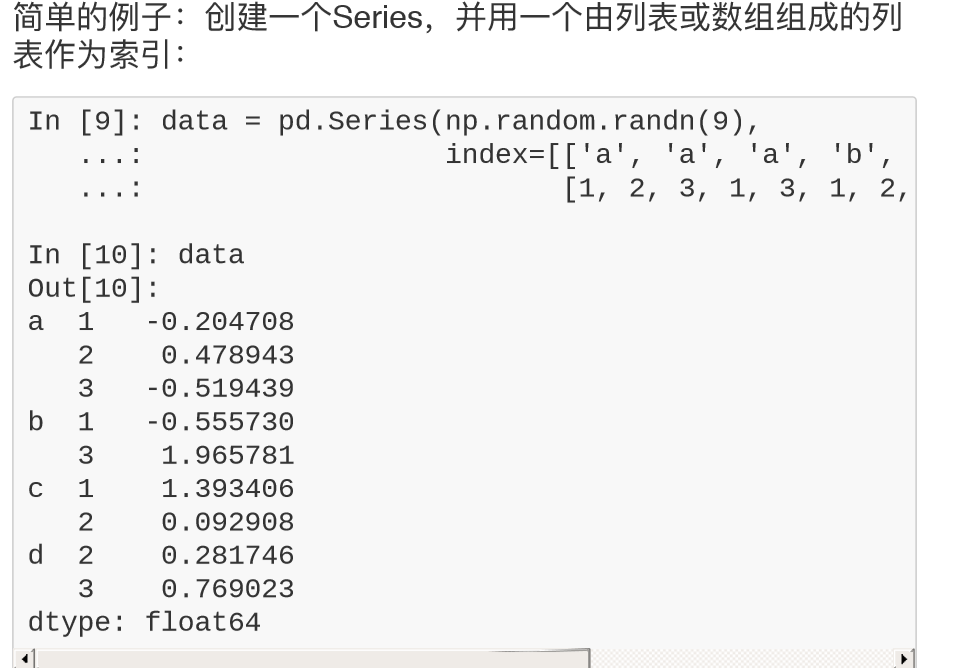 简单的例子：创建一个Series，并用一个由列表或数组组成的列
表作为索引：
In [9]: data = pd.Series(np.random.randn(9),
   ...:                  index=[['a', 'a', 'a', 'b',
   ...:                         [1, 2, 3, 1, 3, 1, 2,
In [10]: data
Out[10]:
a  1   -0.204708
   2    0.478943
   3   -0.519439
b  1   -0.555730
   3    1.965781
c  1    1.393406
   2    0.092908
d  2    0.281746
   3    0.769023
dtype: float64